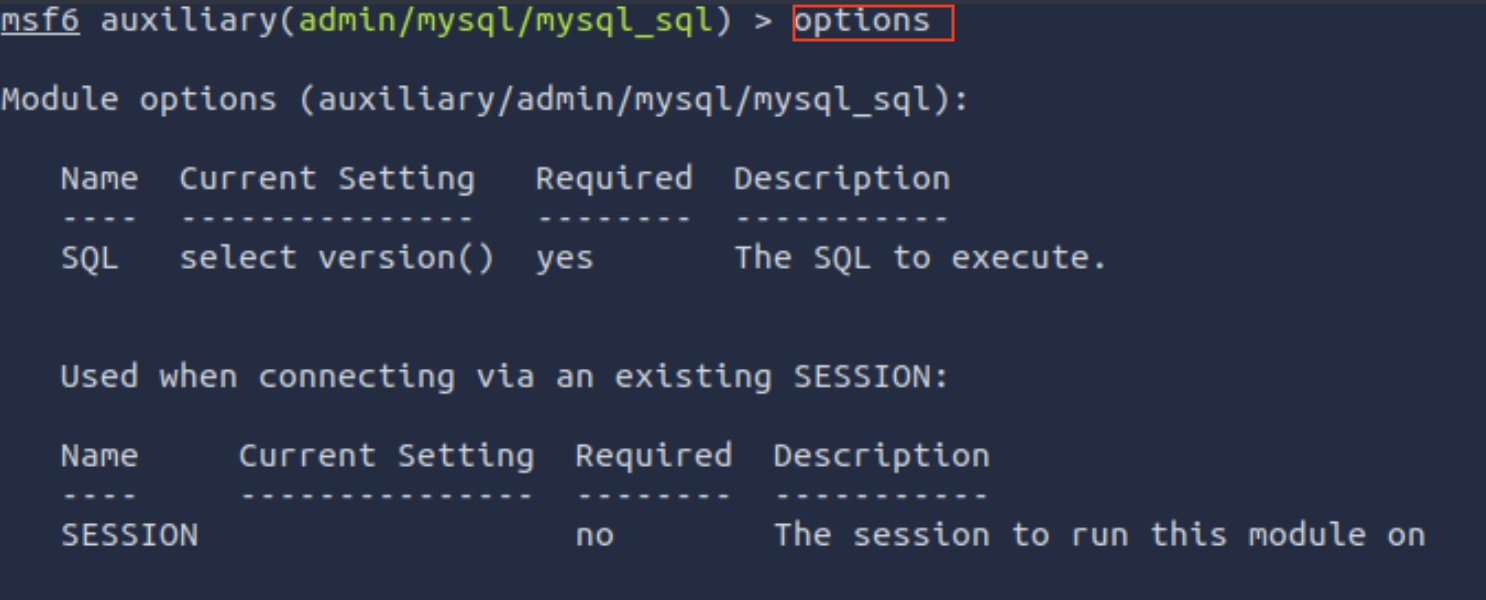 msf6 auxiliary(admin/mysql/mysql_sql) > options
Module options (auxiliary/admin/mysql/mysql_sql):
Name  Current Setting   Required  Description
----  ---------------   --------  -----------
SQL   select version()  yes       The SQL to execute.
Used when connecting via an existing SESSION:
Name     Current Setting  Required  Description
----     ---------------  --------  -----------
SESSION                   no        The session to run this module on